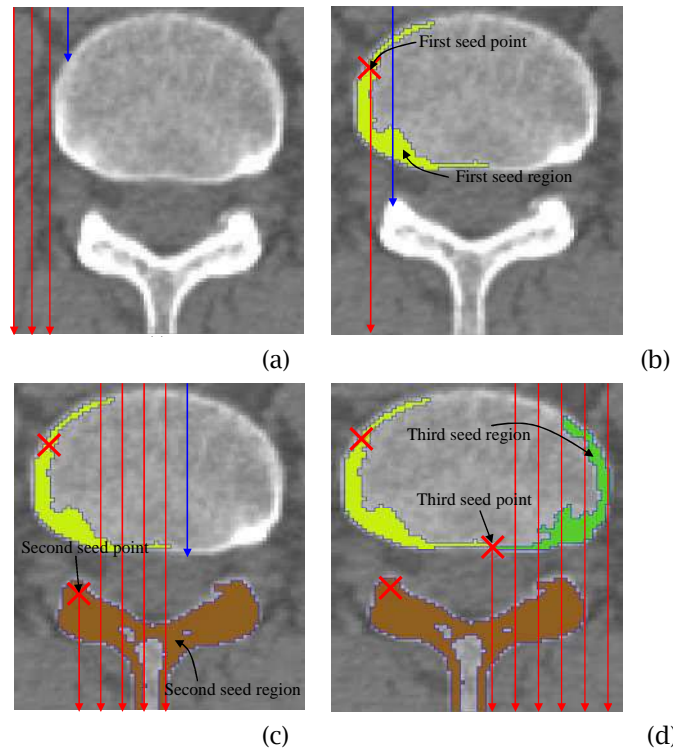 First seed point
First seed region
(a)
(b)
Second seed point
Second seed region
Third seed region
Third seed point
(c)
(d)